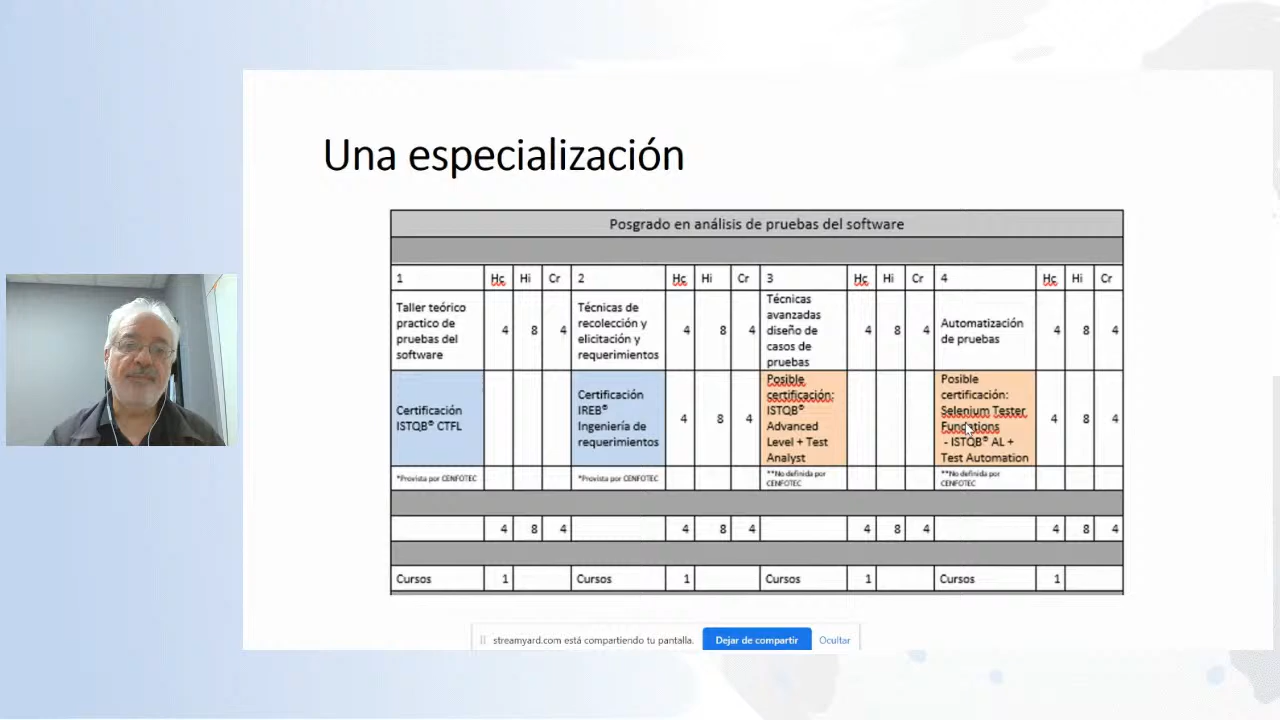 Una especialización
Posgrado en análisis de pruebas del software
1 Hc Hi Cr 2 Hc Hi Cr 3 Hc Hi Cr 4 Hc Hi Cr
Taller teórico
practico de
pruebas del
software
4 8 4
Técnicas de
recolección y
elicitación y
requerimientos
4 8 4
Técnicas
avanzadas
diseño de
casos de
pruebas
4 8 4
Automatización
de pruebas
4 8 4
Certificación
ISTQB® CTFL
Certificación
IREB®
Ingeniería de
requerimientos
4 8 4
Posible
certificación:
ISTQB®
Advanced
Level + Test
Analyst
Posible
certificación:
Selenium Tester
Fundations
- ISTQB® AL +
Test Automation
4 8 4
*Provista por CENFOTEC
*Provista por CENFOTEC
**No definida por
CENFOTEC
**No definida por
CENFOTEC
4 8 4 4 8 4 4 8 4 4 8 4
Cursos 1 Cursos 1 Cursos 1 Cursos 1
streamyard.com está compartiendo tu pantalla. Dejar de compartir Ocultar